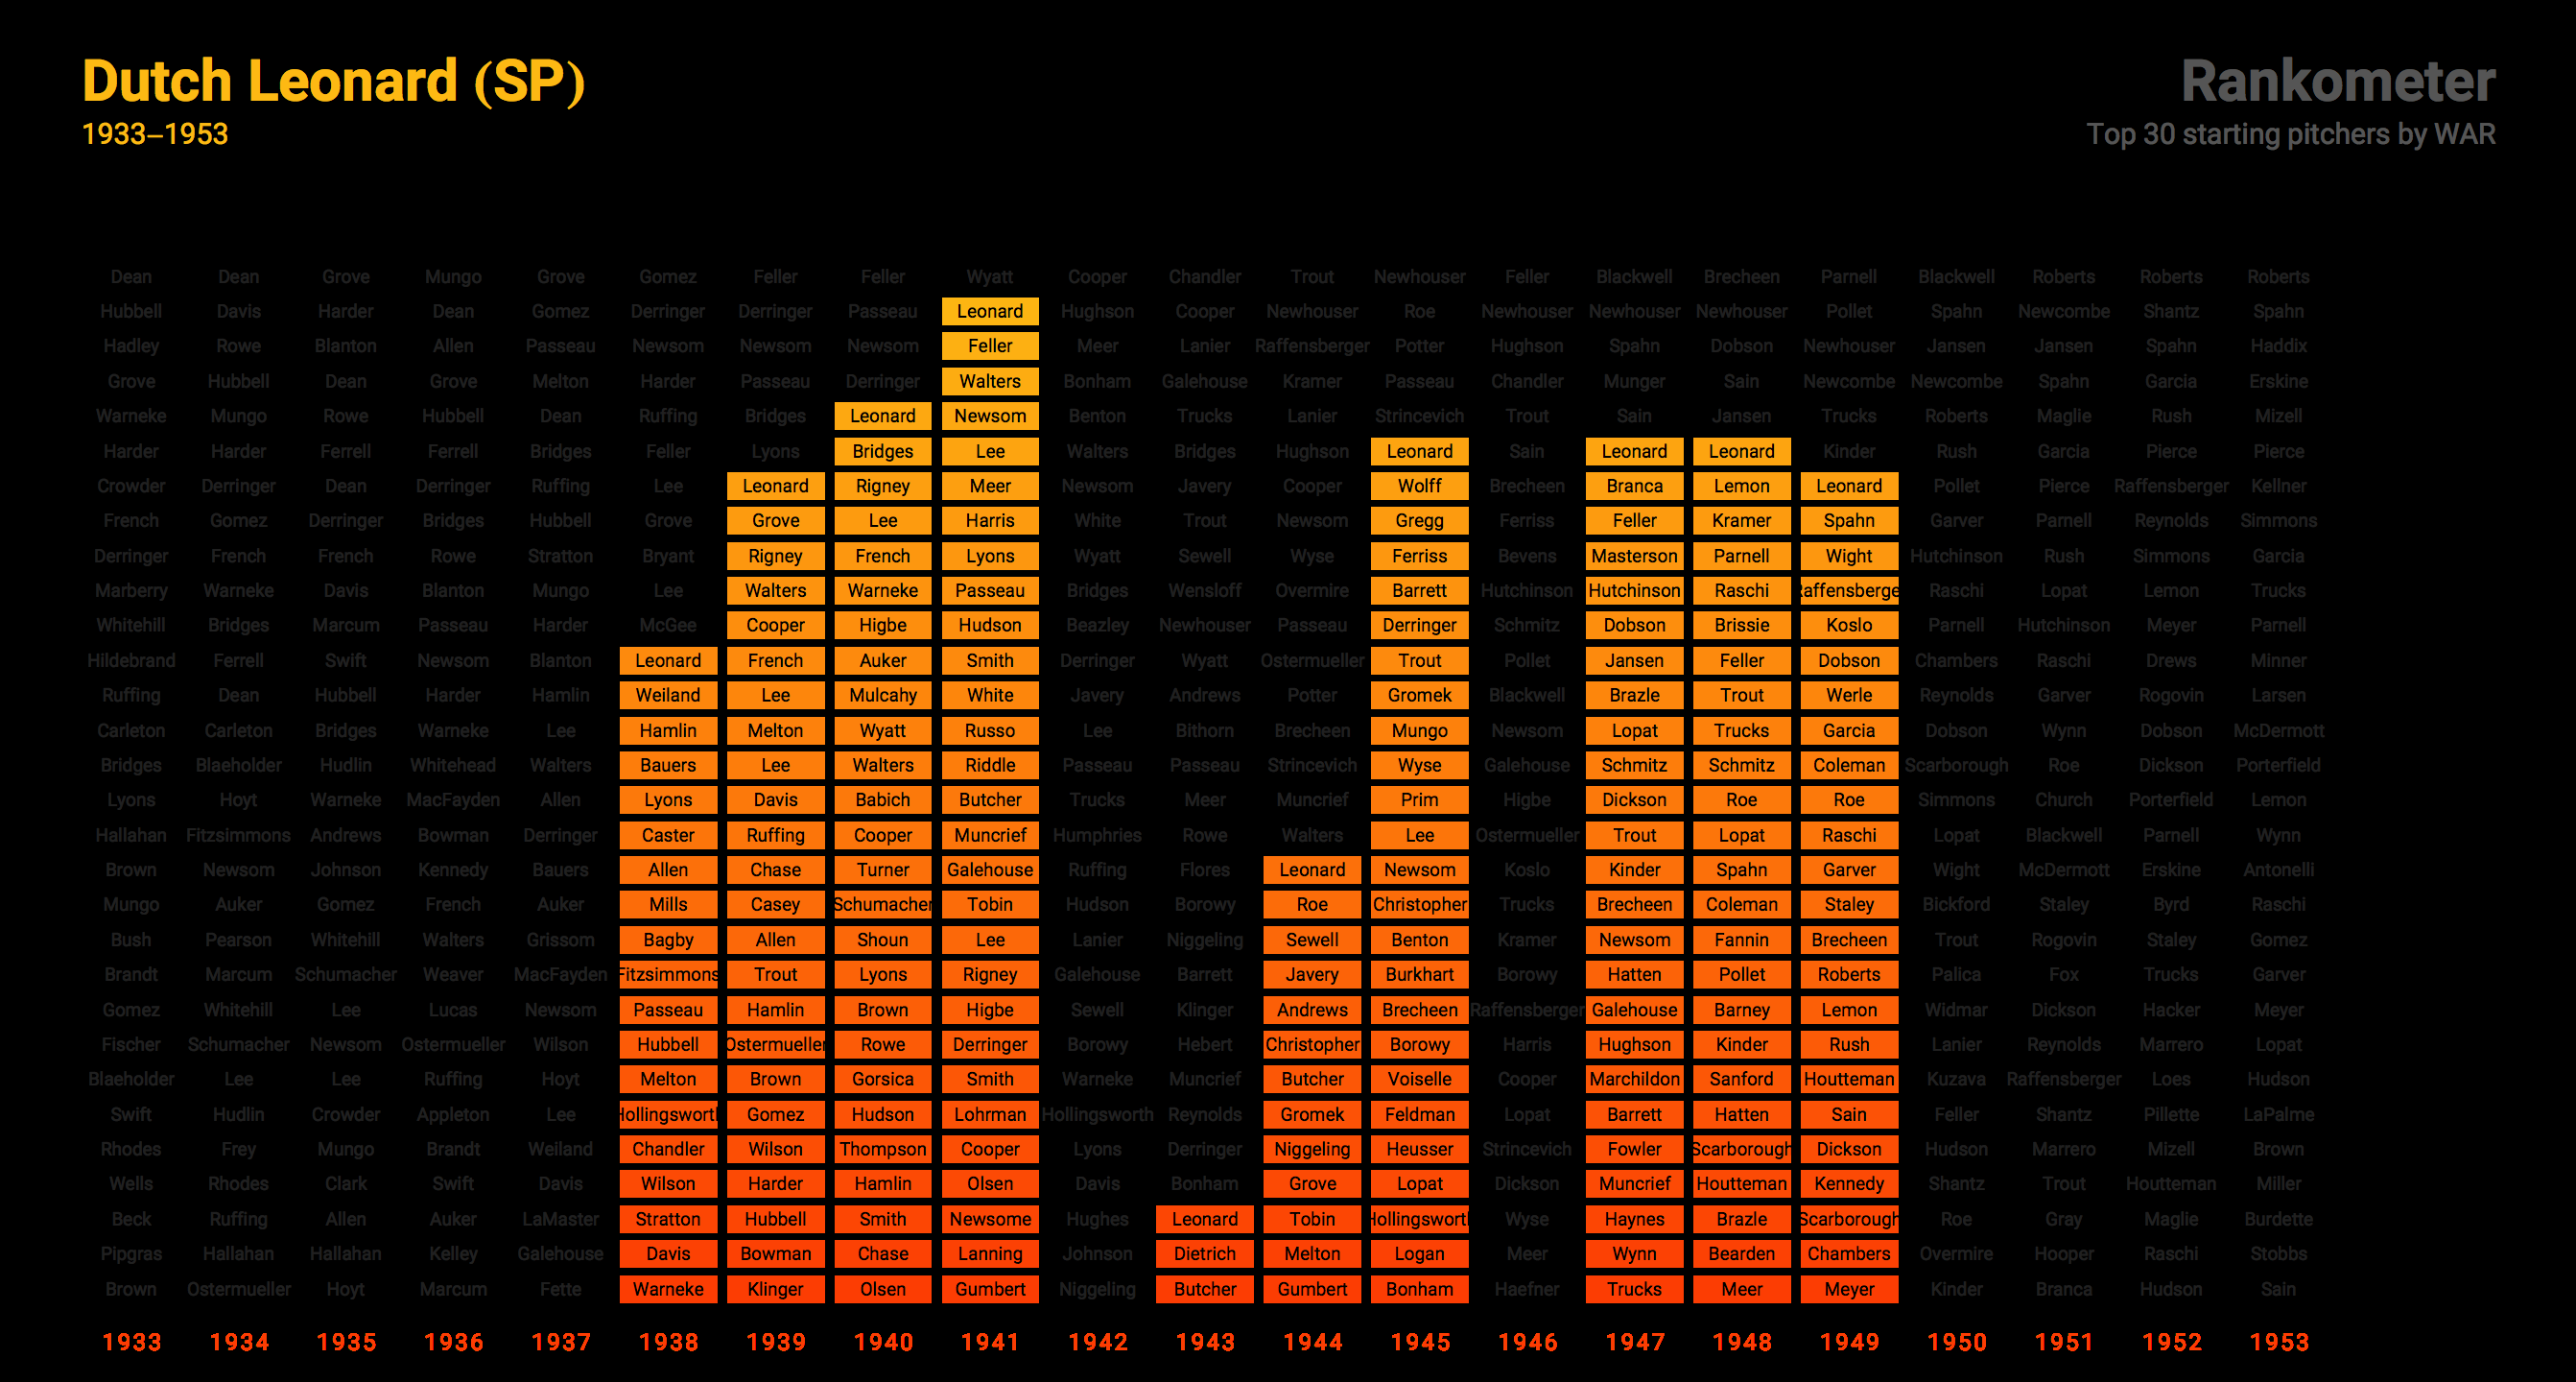 Dutch Leonard (SP)
1933–1953
Rankometer
Top 30 starting pitchers by WAR
Dean Dean Grove Mungo Grove Gomez Feller Feller Wyatt Cooper Chandler Trout Newhouser Feller Blackwell Brecheen Parnell Blackwell Roberts Roberts Roberts
Hubbell Davis Harder Dean Gomez Derringer Derringer Passeau Leonard Hughson Cooper Newhouser Roe Newhouser Newhouser Newhouser Pollet Spahn Newcombe Shantz Spahn
Hadley Rowe Blanton Allen Passeau Newsom Newsom Newsom Feller Meer Lanier Raffensberger Potter Hughson Spahn Dobson Newhouser Jansen Jansen Spahn Haddix
Grove Hubbell Dean Grove Melton Harder Passeau Derringer Walters Bonham Galehouse Kramer Passeau Chandler Munger Sain Newcombe Newcombe Spahn Garcia Erskine
Warneke Mungo Rowe Hubbell Dean Ruffing Bridges Leonard Newsom Benton Trucks Lanier Strincevich Trout Sain Jansen Trucks Roberts Maglie Rush Mizell
Harder Harder Ferrell Ferrell Bridges Feller Lyons Bridges Lee Walters Bridges Hughson Leonard Sain Leonard Leonard Kinder Rush Garcia Pierce Pierce
Crowder Derringer Dean Derringer Ruffing Lee Leonard Rigney Meer Newsom Javery Cooper Wolff Brecheen Branca Lemon Leonard Pollet Pierce Raffensberger Kellner
French Gomez Derringer Bridges Hubbell Grove Grove Lee Harris White Trout Newsom Gregg Ferriss Feller Kramer Spahn Garver Parnell Reynolds Simmons
Derringer French French Rowe Stratton Bryant Rigney French Lyons Wyatt Sewell Wyse Ferriss Bevens Masterson Parnell Wight Hutchinson Rush Simmons Garcia
Marberry Warneke Davis Blanton Mungo Lee Walters Warneke Passeau Bridges Wensloff Overmire Barrett Hutchinson Hutchinson Raschi Raffensberge Raschi Lopat Lemon Trucks
Whitehill Bridges Marcum Passeau Harder McGee Cooper Higbe Hudson Beazley Newhouser Passeau Derringer Schmitz Dobson Brissie Koslo Parnell Hutchinson Meyer Parnell
Hildebrand Ferrell Swift Newsom Blanton Leonard French Auker Smith Derringer Wyatt Ostermueller Trout Pollet Jansen Feller Dobson Chambers Raschi Drews Minner
Ruffing Dean Hubbell Harder Hamlin Weiland Lee Mulcahy White Javery Andrews Potter Gromek Blackwell Brazle Trout Werle Reynolds Garver Rogovin Larsen
Carleton Carleton Bridges Warneke Lee Hamlin Melton Wyatt Russo Lee Bithorn Brecheen Mungo Newsom Lopat Trucks Garcia Dobson Wynn Dobson McDermott
Bridges Blaeholder Hudlin Whitehead Walters Bauers Lee Walters Riddle Passeau Passeau Strincevich Wyse Galehouse Schmitz Schmitz Coleman Scarborough Roe Dickson Porterfield
Lyons Hoyt Warneke MacFayden Allen Lyons Davis Babich Butcher Trucks Meer Muncrief Prim Higbe Dickson Roe Roe Simmons Church Porterfield Lemon
Hallahan Fitzsimmons Andrews Bowman Derringer Caster Ruffing Cooper Muncrief Humphries Rowe Walters Lee Ostermueller Trout Lopat Raschi Lopat Blackwell Parnell Wynn
Brown Newsom Johnson Kennedy Bauers Allen Chase Turner Galehouse Ruffing Flores Leonard Newsom Koslo Kinder Spahn Garver Wight McDermott Erskine Antonelli
Mungo Auker Gomez French Auker Mills Casey Schumacher Tobin Hudson Borowy Roe Christopher Trucks Brecheen Coleman Staley Bickford Staley Byrd Raschi
Bush Pearson Whitehill Walters Grissom Bagby Allen Shoun Lee Lanier Niggeling Sewell Benton Kramer Newsom Fannin Brecheen Trout Rogovin Staley Gomez
Brandt Marcum Schumacher Weaver MacFayden Fitzsimmons Trout Lyons Rigney Galehouse Barrett Javery Burkhart Borowy Hatten Pollet Roberts Palica Fox Trucks Garver
Gomez Whitehill Lee Lucas Newsom Passeau Hamlin Brown Higbe Sewell Klinger Andrews Brecheen Raffensberger Galehouse Barney Lemon Widmar Dickson Hacker Meyer
Fischer Schumacher Newsom Ostermueller Wilson Hubbell Ostermueller Rowe Derringer Borowy Hebert Christopher Borowy Harris Hughson Kinder Rush Lanier Reynolds Marrero Lopat
Blaeholder Lee Lee Ruffing Hoyt Melton Brown Gorsica Smith Warneke Muncrief Butcher Voiselle Cooper Marchildon Sanford Houtteman Kuzava Raffensberger Loes Hudson
Swift Hudlin Crowder Appleton Lee Hollingsworth Gomez Hudson Lohrman Hollingsworth Reynolds Gromek Feldman Lopat Barrett Hatten Sain Feller Shantz Pillette LaPalme
Rhodes Frey Mungo Brandt Weiland Chandler Wilson Thompson Cooper Lyons Derringer Niggeling Heusser Strincevich Fowler Scarborough Dickson Hudson Marrero Mizell Brown
Wells Rhodes Clark Swift Davis Wilson Harder Hamlin Olsen Davis Bonham Grove Lopat Dickson Muncrief Houtteman Kennedy Shantz Trout Houtteman Miller
Beck Ruffing Allen Auker LaMaster Stratton Hubbell Smith Newsome Hughes Leonard Tobin Hollingsworth Wyse Haynes Brazle Scarborough Roe Gray Maglie Burdette
Pipgras Hallahan Hallahan Kelley Galehouse Davis Bowman Chase Lanning Johnson Dietrich Melton Logan Meer Wynn Bearden Chambers Overmire Hooper Raschi Stobbs
Brown Ostermueller Hoyt Marcum Fette Warneke Klinger Olsen Gumbert Niggeling Butcher Gumbert Bonham Haefner Trucks Meer Meyer Kinder Branca Hudson Sain
1933 1934 1935 1936 1937 1938 1939 1940 1941 1942 1943 1944 1945 1946 1947 1948 1949 1950 1951 1952 1953